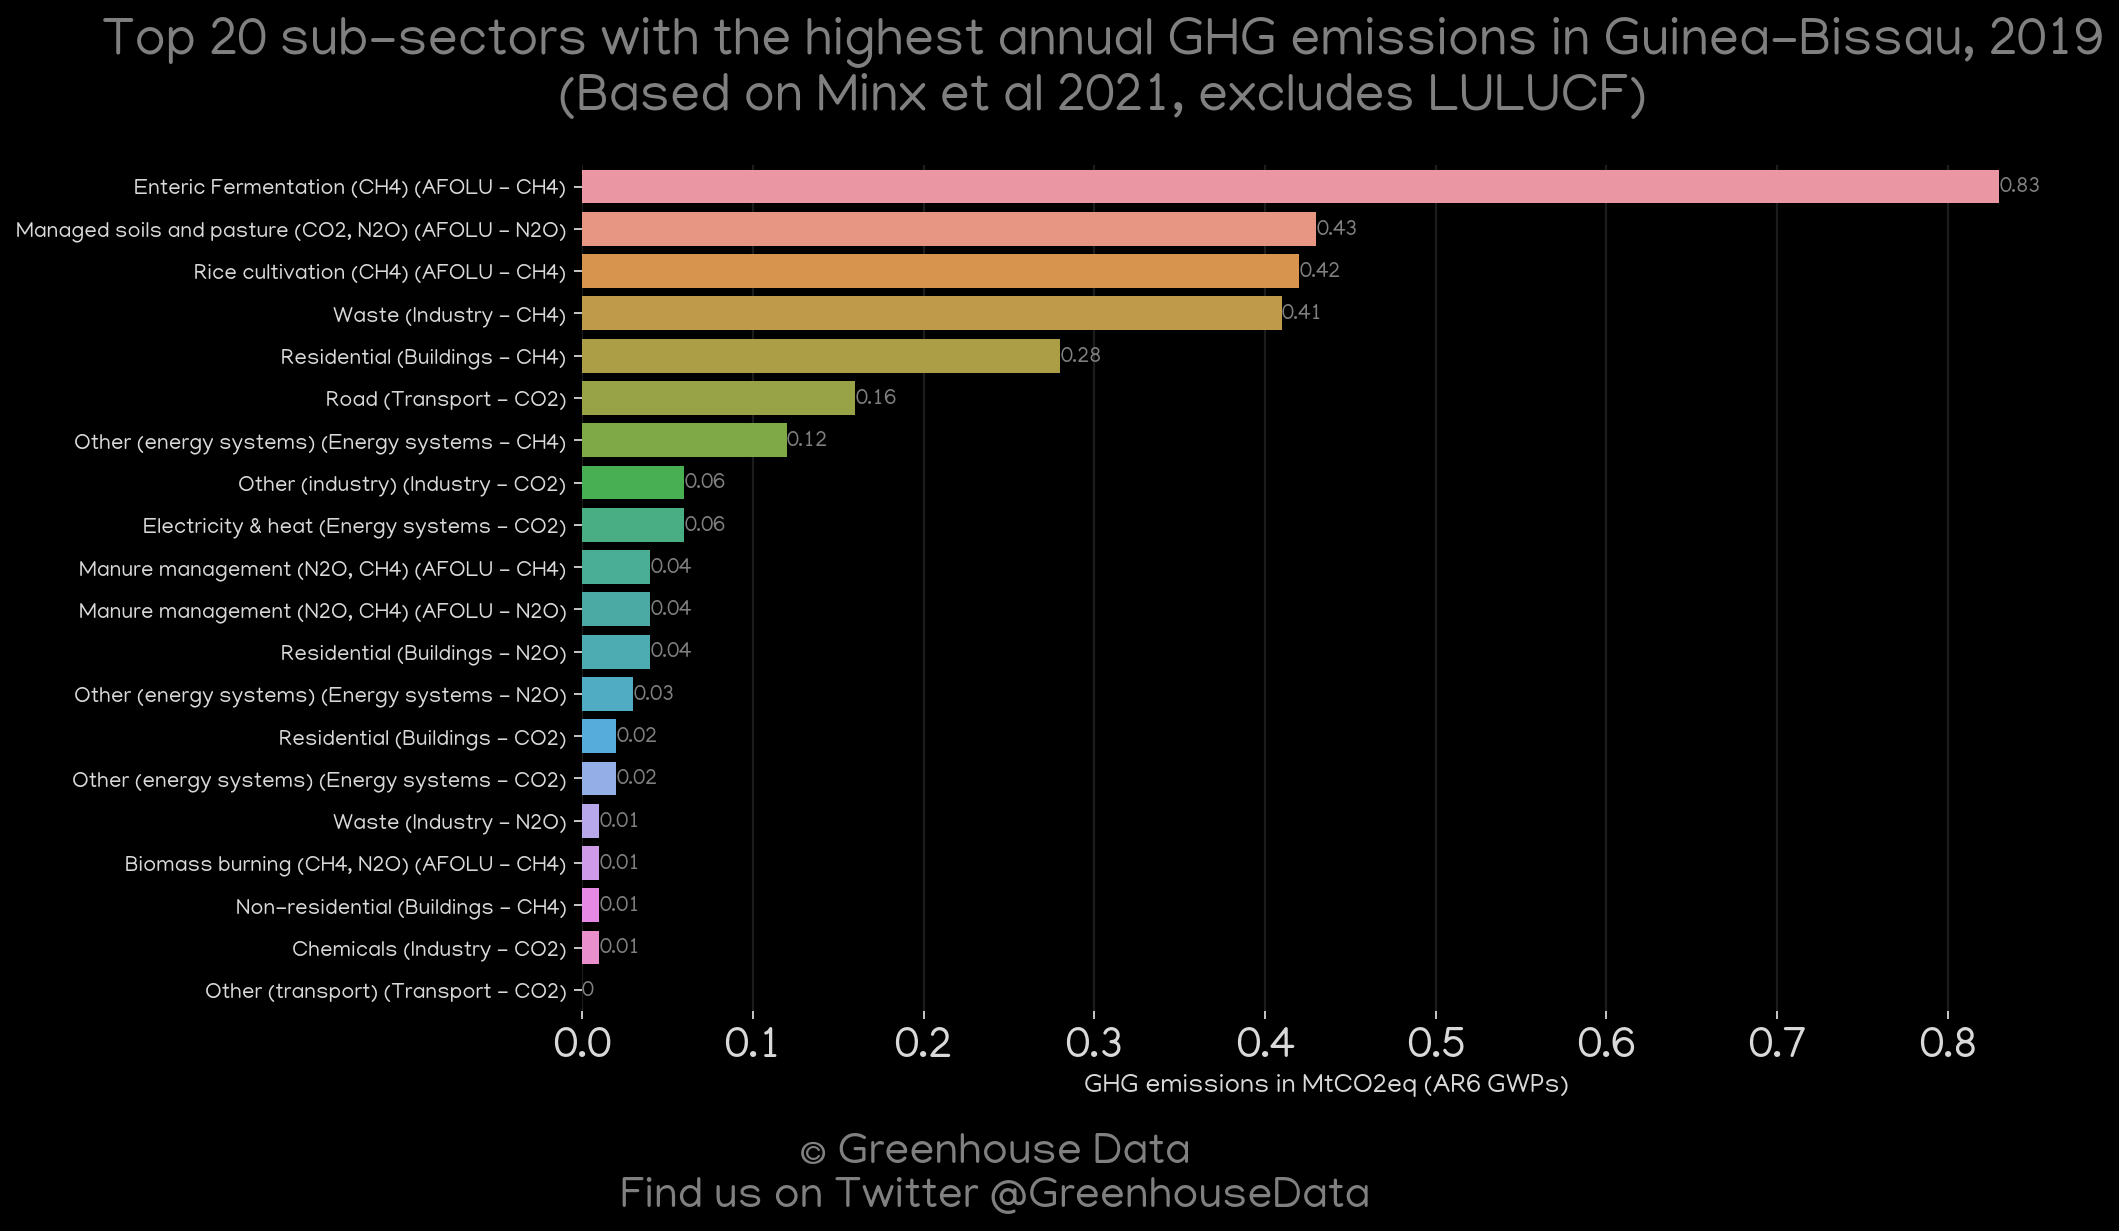 Top 20 sub-sectors with the highest annual GHG emissions in Guinea-Bissau, 2019
(Based on Minx et al 2021, excludes LULUCF)
Enteric Fermentation (CH4) (AFOLU - CH4) 0.83
Managed soils and pasture (CO2, N2O) (AFOLU - N2O) 0.43
Rice cultivation (CH4) (AFOLU - CH4) 0.42
Waste (Industry - CH4) 0.41
Residential (Buildings - CH4) 0.28
Road (Transport - CO2) 0.16
Other (energy systems) (Energy systems - CH4) 0.12
Other (industry) (Industry - CO2) 0.06
Electricity & heat (Energy systems - CO2) 0.06
Manure management (N2O, CH4) (AFOLU - CH4) 0.04
Manure management (N2O, CH4) (AFOLU - N2O) 0.04
Residential (Buildings - N2O) 0.04
Other (energy systems) (Energy systems - N2O) 0.03
Residential (Buildings - CO2) 0.02
Other (energy systems) (Energy systems - CO2) 0.02
Waste (Industry - N2O) 0.01
Biomass burning (CH4, N2O) (AFOLU - CH4) 0.01
Non-residential (Buildings - CH4) 0.01
Chemicals (Industry - CO2) 0.01
Other (transport) (Transport - CO2) 0
0.0 0.1 0.2 0.3 0.4 0.5 0.6 0.7 0.8
GHG emissions in MtCO2eq (AR6 GWPs)
© Greenhouse Data
Find us on Twitter @GreenhouseData